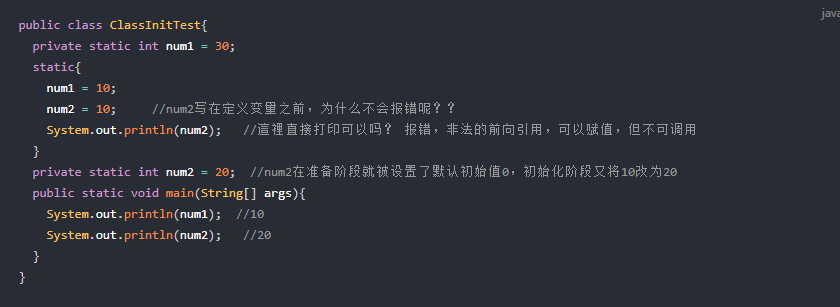 java
public class ClassInitTest{
  private static int num1 = 30;
  static{
    num1 = 10;
    num2 = 10;     //num2写在定义变量之前，为什么不会报错呢？？
    System.out.println(num2);   //這裡直接打印可以吗？ 报错，非法的前向引用，可以赋值，但不可调用
  }
  private static int num2 = 20;  //num2在准备阶段就被设置了默认初始值0，初始化阶段又将10改为20
  public static void main(String[] args){
    System.out.println(num1);  //10
    System.out.println(num2);   //20
  }
}